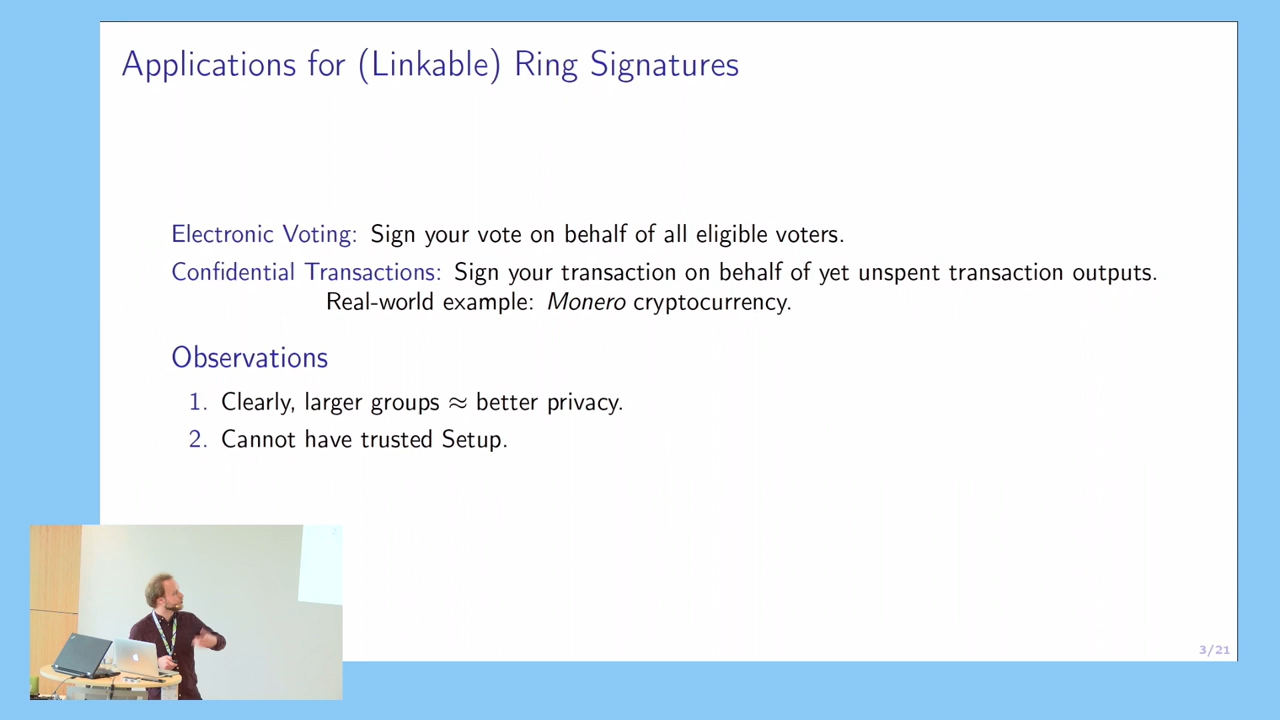 Applications for (Linkable) Ring Signatures
Electronic Voting: Sign your vote on behalf of all eligible voters.
Confidential Transactions: Sign your transaction on behalf of yet unspent transaction outputs.
Real-world example: Monero cryptocurrency.
Observations
1. Clearly, larger groups ≈ better privacy.
2. Cannot have trusted Setup.
3/21